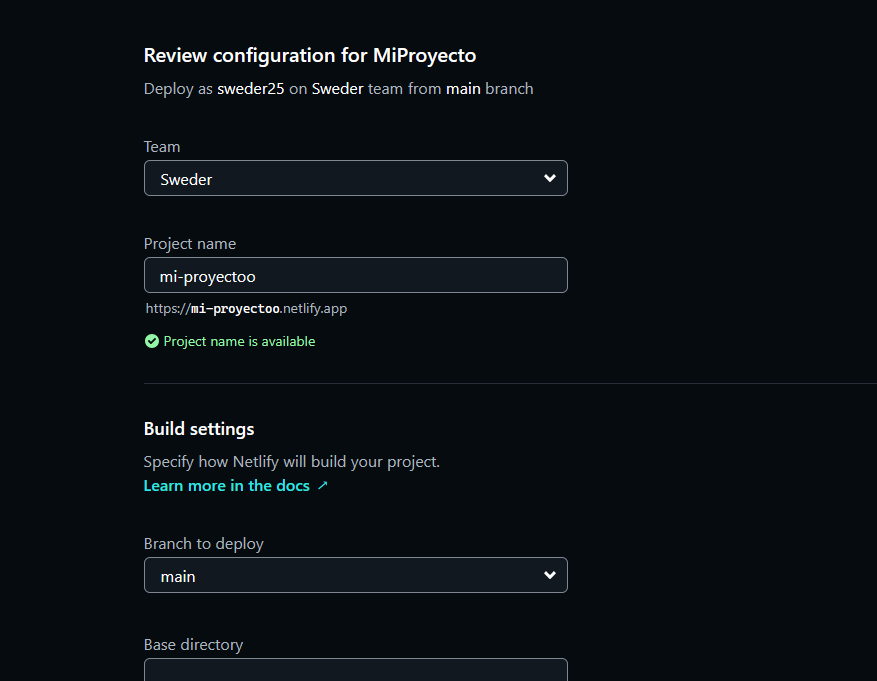 Review configuration for MiProyecto
Deploy as sweder25 on Sweder team from main branch
Team
Sweder
Project name
mi-proyectoo
https://mi-proyectoo.netlify.app
Project name is available
Build settings
Specify how Netlify will build your project.
Learn more in the docs ↗
Branch to deploy
main
Base directory